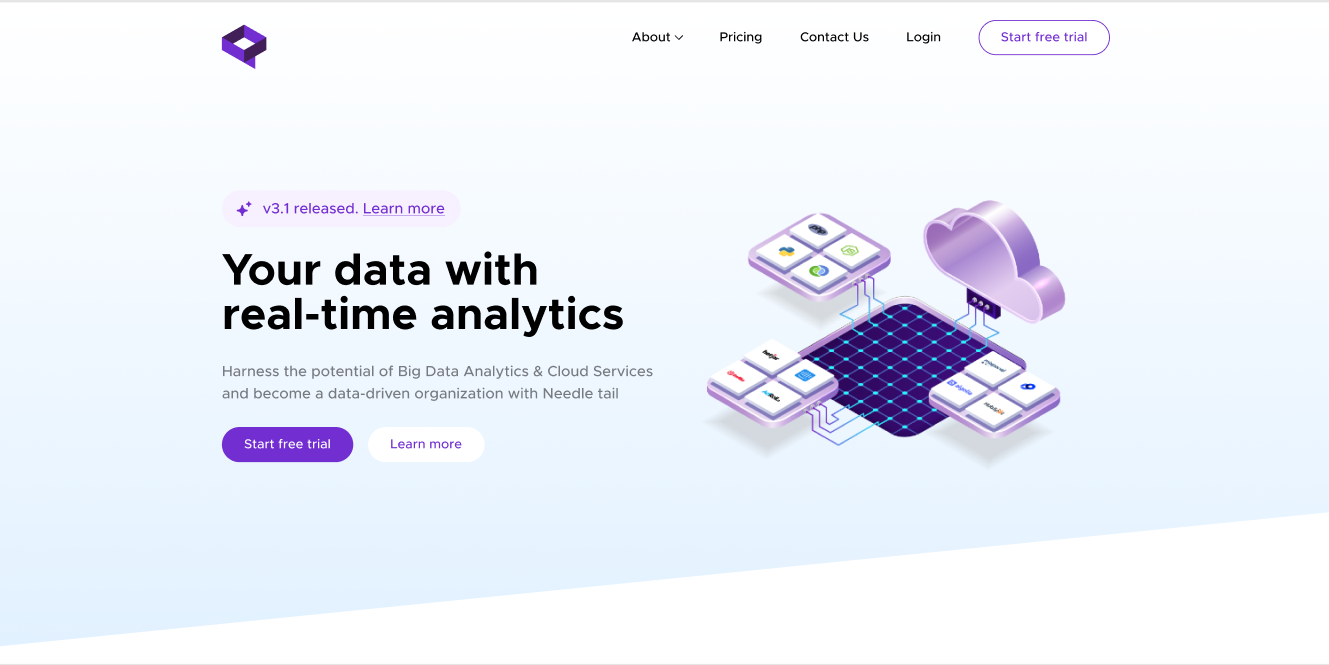 About
Pricing
Contact Us
Login
Start free trial
v3.1 released. Learn more
Your data with
real-time analytics
Harness the potential of Big Data Analytics & Cloud Services
and become a data-driven organization with Needle tail
Start free trial
Learn more
php
hotjar